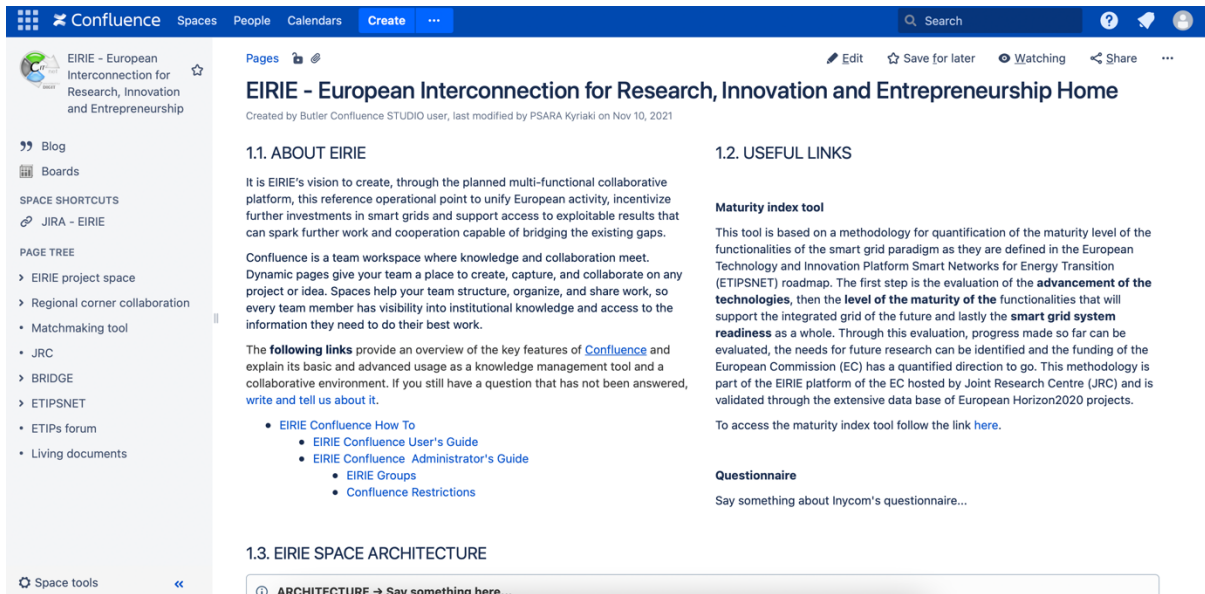 Confluence Spaces People Calendars Create ··· Search
EIRIE - European
Interconnection for
Research, Innovation
and Entrepreneurship
Blog
Boards
SPACE SHORTCUTS
JIRA - EIRIE
PAGE TREE
EIRIE project space
Regional corner collaboration
Matchmaking tool
JRC
BRIDGE
ETIPSNET
ETIPs forum
Living documents
Space tools
Pages
Edit Save for later Watching Share ···
EIRIE - European Interconnection for Research, Innovation and Entrepreneurship Home
Created by Butler Confluence STUDIO user, last modified by PSARA Kyriaki on Nov 10, 2021
1.1. ABOUT EIRIE
It is EIRIE's vision to create, through the planned multi-functional collaborative
platform, this reference operational point to unify European activity, incentivize
further investments in smart grids and support access to exploitable results that
can spark further work and cooperation capable of bridging the existing gaps.
Confluence is a team workspace where knowledge and collaboration meet.
Dynamic pages give your team a place to create, capture, and collaborate on any
project or idea. Spaces help your team structure, organize, and share work, so
every team member has visibility into institutional knowledge and access to the
information they need to do their best work.
The following links provide an overview of the key features of Confluence and
explain its basic and advanced usage as a knowledge management tool and a
collaborative environment. If you still have a question that has not been answered,
write and tell us about it.
EIRIE Confluence How To
EIRIE Confluence User's Guide
EIRIE Confluence Administrator's Guide
EIRIE Groups
Confluence Restrictions
1.2. USEFUL LINKS
Maturity index tool
This tool is based on a methodology for quantification of the maturity level of the
functionalities of the smart grid paradigm as they are defined in the European
Technology and Innovation Platform Smart Networks for Energy Transition
(ETIPSNET) roadmap. The first step is the evaluation of the advancement of the
technologies, then the level of the maturity of the functionalities that will
support the integrated grid of the future and lastly the smart grid system
readiness as a whole. Through this evaluation, progress made so far can be
evaluated, the needs for future research can be identified and the funding of the
European Commission (EC) has a quantified direction to go. This methodology is
part of the EIRIE platform of the EC hosted by Joint Research Centre (JRC) and is
validated through the extensive data base of European Horizon2020 projects.
To access the maturity index tool follow the link here.
Questionnaire
Say something about Inycom's questionnaire...
1.3. EIRIE SPACE ARCHITECTURE
ARCHITECTURE → Say something here...